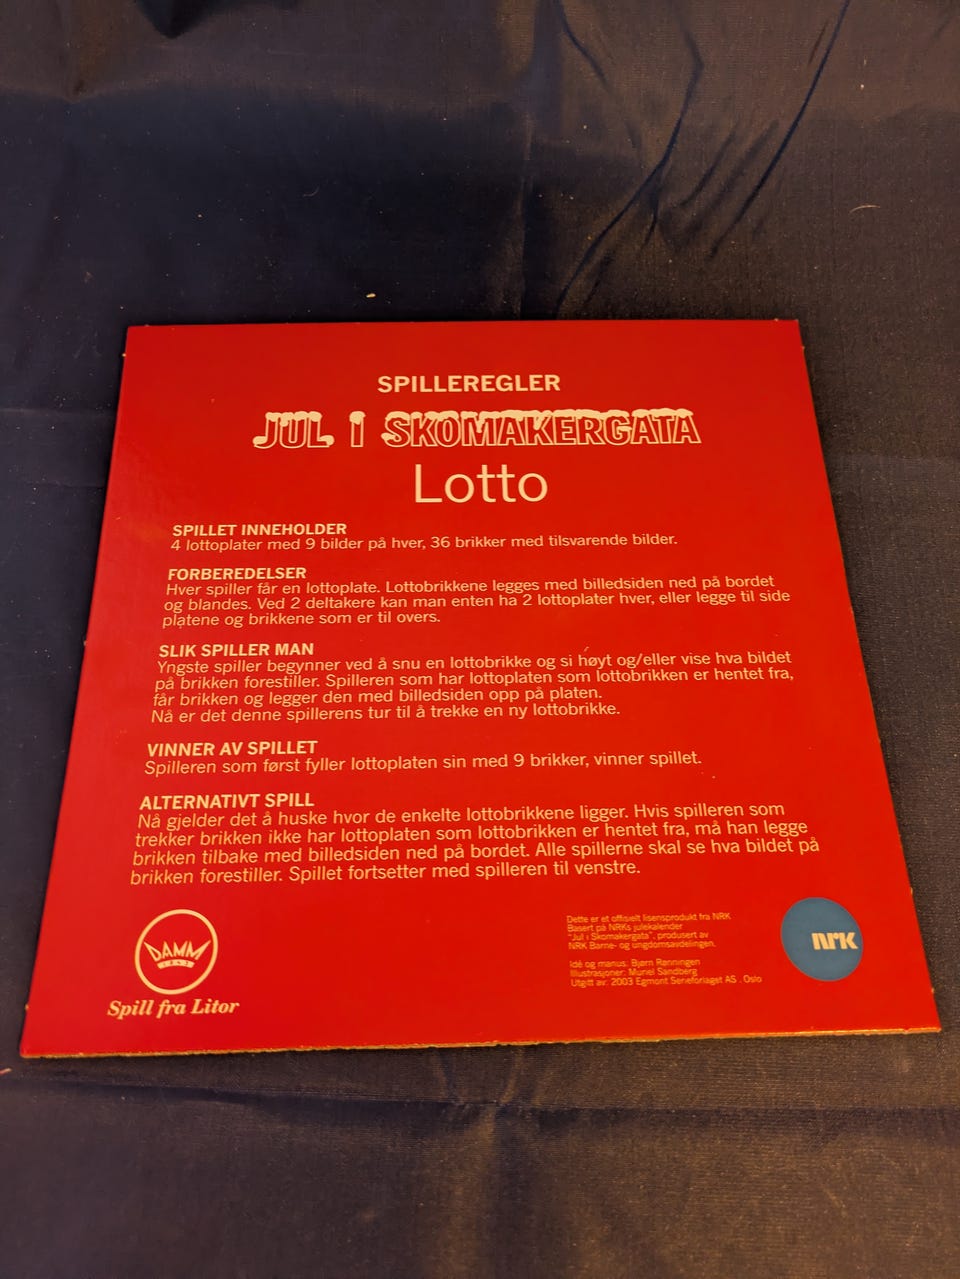 SPILLEREGLER
JUL I SKOMAKERGATA
Lotto
SPILLET INNEHOLDER
4 lottoplater med 9 bilder på hver, 36 brikker med tilsvarende bilder.
FORBEREDELSER
Hver spiller får en lottoplate. Lottobrikkene legges med billedsiden ned på bordet
og blandes. Ved 2 deltakere kan man enten ha 2 lottoplater hver, eller legge til side
platene og brikkene som er til overs.
SLIK SPILLER MAN
Yngste spiller begynner ved å snu en lottobrikke og si høyt og/eller vise hva bildet
på brikken forestiller. Spilleren som har lottoplaten som lottobrikken er hentet fra,
får brikken og legger den med billedsiden opp på platen.
Nå er det denne spillerens tur til å trekke en ny lottobrikke.
VINNER AV SPILLET
Spilleren som først fyller lottoplaten sin med 9 brikker, vinner spillet.
ALTERNATIVT SPILL
Nå gjelder det å huske hvor de enkelte lottobrikkene ligger. Hvis spilleren som
trekker brikken ikke har lottoplaten som lottobrikken er hentet fra, må han legge
brikken tilbake med billedsiden ned på bordet. Alle spillerne skal se hva bildet på
brikken forestiller. Spillet fortsetter med spilleren til venstre.
DAMM
1843
Spill fra Litor
Dette er et offisielt lisensprodukt fra NRK
Basert på NRKs julekalender
"Jul i Skomakergata", produsert av
NRK Barne- og ungdomsavdelingen.
Idé og manus: Bjørn Rønningen
Illustrasjoner: Muriel Sandberg
Utgitt av: 2003 Egmont Serieforlaget AS . Oslo
NRK